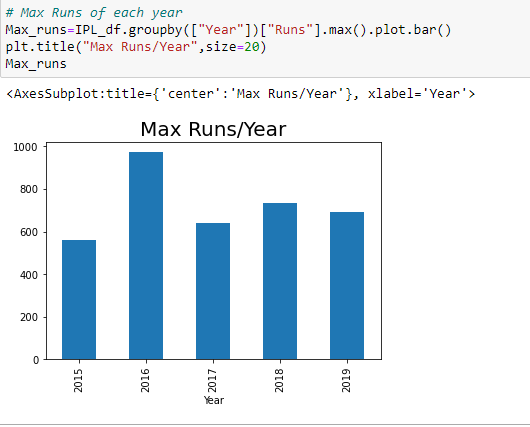 # Max Runs of each year
Max_runs=IPL_df.groupby(["Year"])["Runs"].max().plot.bar()
plt.title("Max Runs/Year",size=20)
Max_runs
<AxesSubplot:title={'center':'Max Runs/Year'}, xlabel='Year'>
Max Runs/Year
1000
800
600
400
200
0
2015 2016 2017 2018 2019
Year